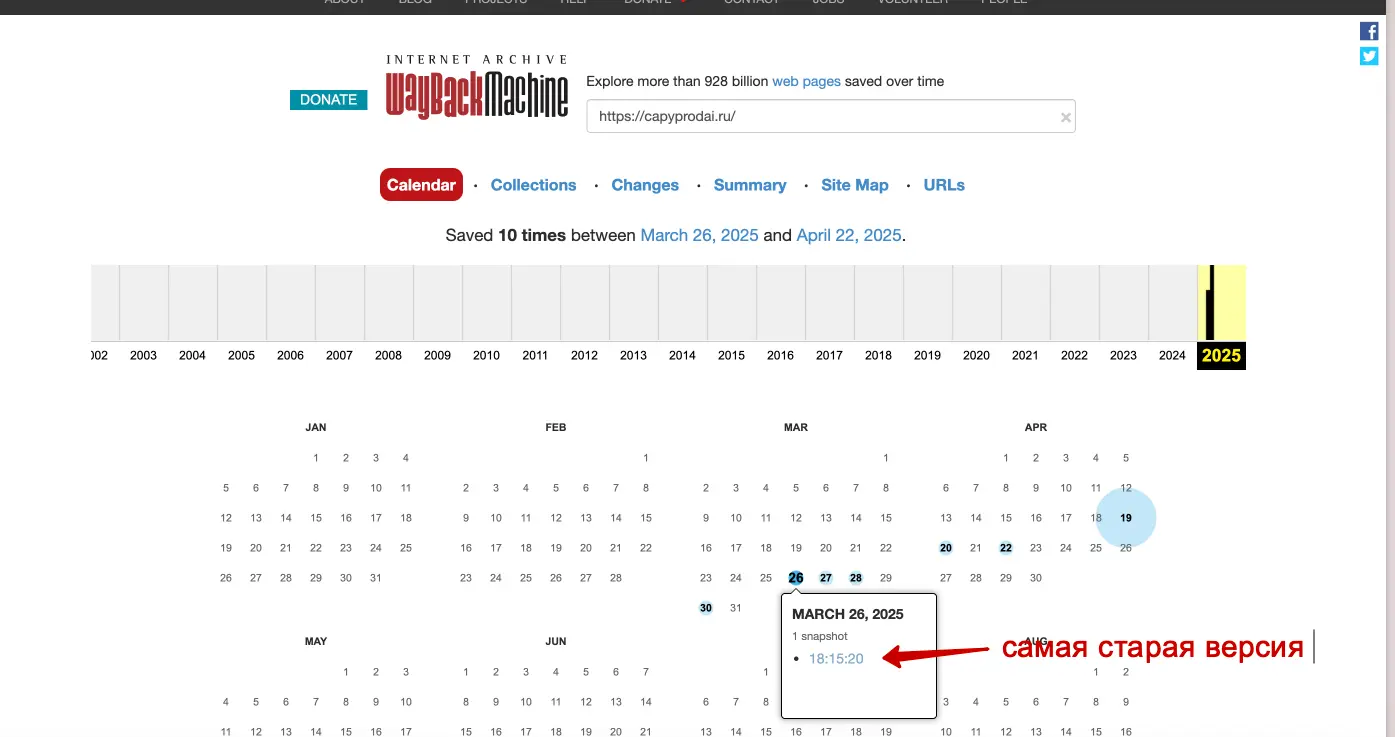 ABOUT BLOG PROJECTS HELP DONATE CONTACT JOBS VOLUNTEER PEOPLE
INTERNET ARCHIVE
WayBackMachine
DONATE
Explore more than 928 billion web pages saved over time
https://capyprodai.ru/ ×
Calendar · Collections · Changes · Summary · Site Map · URLs
Saved 10 times between March 26, 2025 and April 22, 2025.
002 2003 2004 2005 2006 2007 2008 2009 2010 2011 2012 2013 2014 2015 2016 2017 2018 2019 2020 2021 2022 2023 2024 2025
JAN
1 2 3 4
5 6 7 8 9 10 11
12 13 14 15 16 17 18
19 20 21 22 23 24 25
26 27 28 29 30 31
FEB
1
2 3 4 5 6 7 8
9 10 11 12 13 14 15
16 17 18 19 20 21 22
23 24 25 26 27 28
MAR
1
2 3 4 5 6 7 8
9 10 11 12 13 14 15
16 17 18 19 20 21 22
23 24 25 26 27 28 29
30 31
APR
1 2 3 4 5
6 7 8 9 10 11 12
13 14 15 16 17 18 19
20 21 22 23 24 25 26
27 28 29 30
MARCH 26, 2025
1 snapshot
• 18:15:20
самая старая версия
MAY
1 2 3
4 5 6 7 8 9 10
11 12 13 14 15 16 17
JUN
1 2 3 4 5 6 7
8 9 10 11 12 13 14
15 16 17 18 19 20 21
1
6 7 8
13 14 15 16 17 18 19
AUG
1 2
3 4 5 6 7 8 9
10 11 12 13 14 15 16